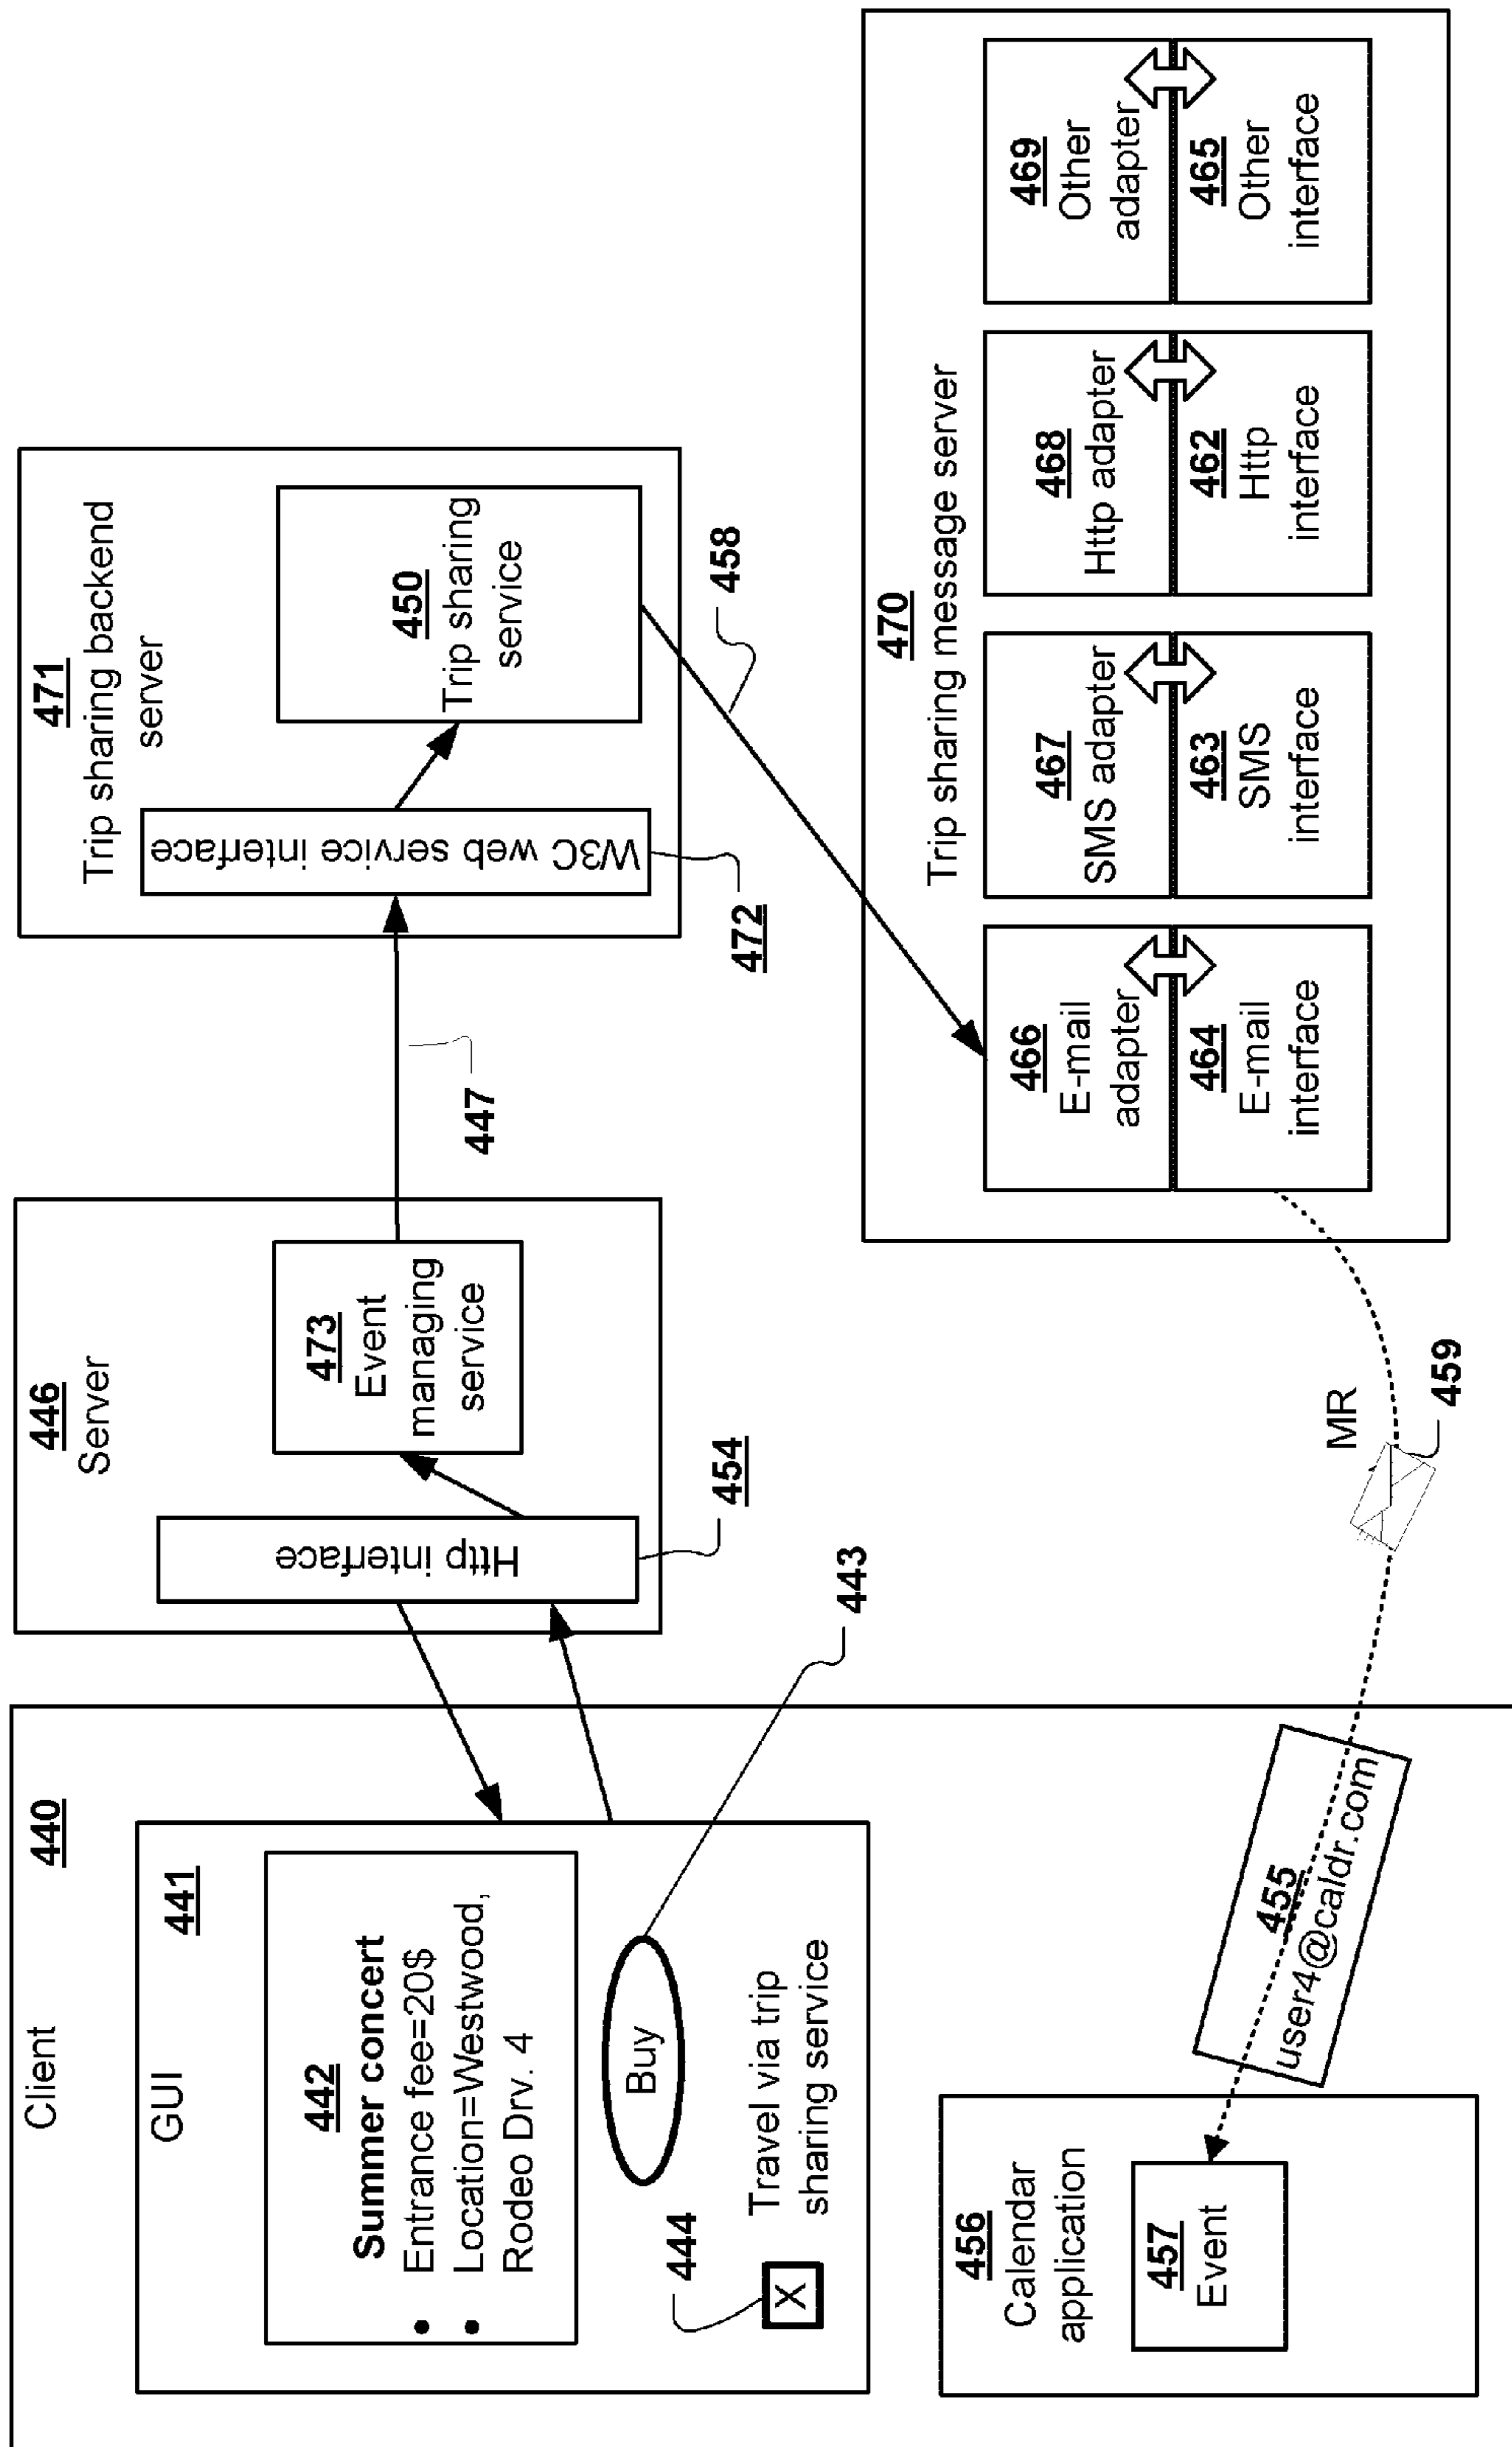 Client
440
GUI
441
442
Summer concert
• Entrance fee=20$
• Location=Westwood,
Rodeo Drv. 4
Buy
443
444
X
Travel via trip
sharing service
456
Calendar
application
457
Event
455
user4@caldr.com
446
Server
Http interface
454
473
Event
managing
service
447
471
Trip sharing backend
server
W3C web service interface
472
450
Trip sharing
service
458
470
Trip sharing message server
466
E-mail
adapter
464
E-mail
interface
467
SMS adapter
463
SMS
interface
468
Http adapter
462
Http
interface
469
Other
adapter
465
Other
interface
MR
459